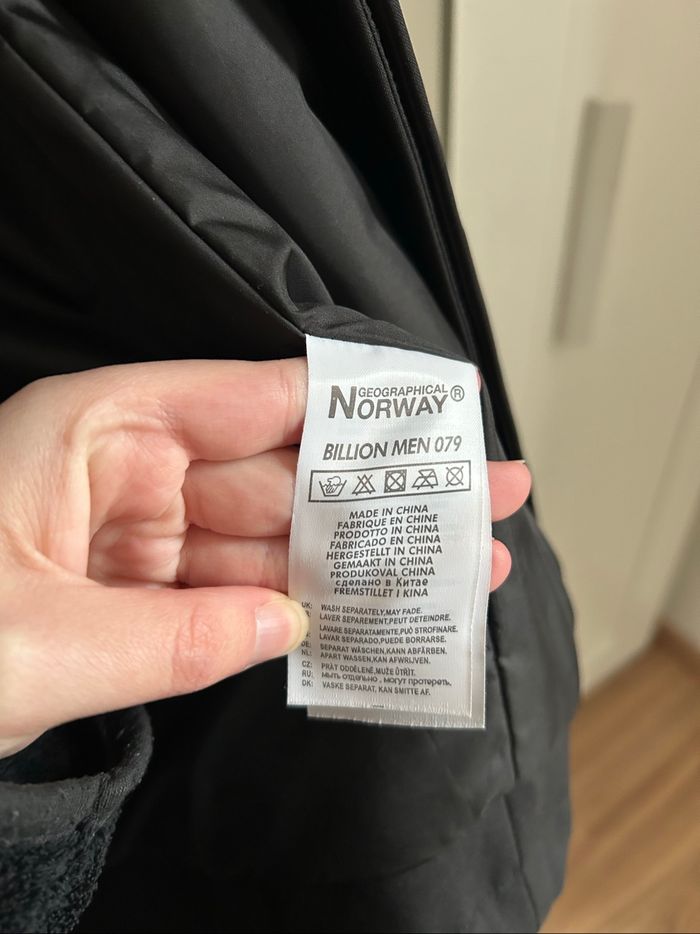 GEOGRAPHICAL
NORWAY®
BILLION MEN 079
MADE IN CHINA
FABRIQUE EN CHINE
PRODOTTO IN CHINA
FABRICADO EN CHINA
HERGESTELLT IN CHINA
GEMAAKT IN CHINA
PRODUKOVAL CHINA
сделано в Китае
FREMSTILLET I KINA
UK: WASH SEPARATELY,MAY FADE.
LAVER SEPAREMENT,PEUT DETEINDRE.
LAVARE SEPARATAMENTE,PUÒ STROFINARE.
LAVAR SEPARADO,PUEDE BORRARSE.
DE: SEPARAT WÄSCHEN,KANN ABFÄRBEN.
NL: APART WASSEN,KAN AFWRIJVEN.
CZ: PRÁT ODDĚLENĚ,MUŽE ÚTŘÍT.
RU: мыть отдельно , могут протереть,
DK: VASKE SEPARAT, KAN SMITTE AF.